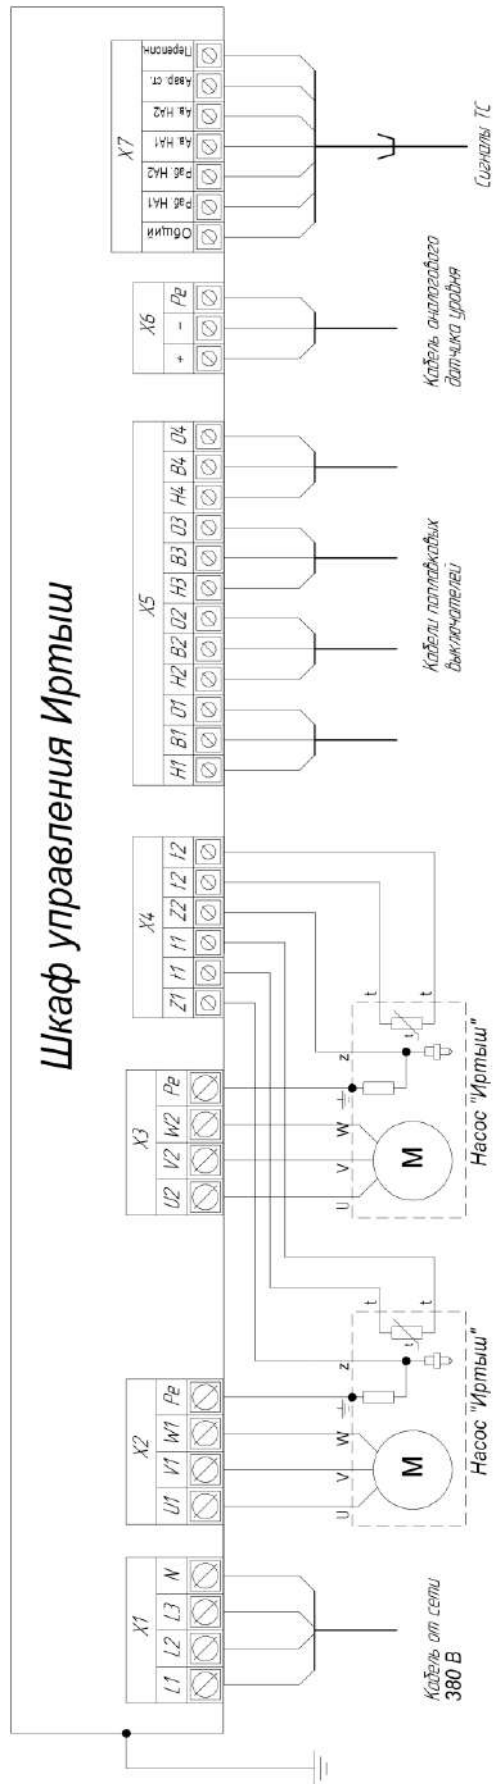 Шкаф управления Иртыш
X1
L1 L2 L3 N
X2
U1 V1 W1 Pe
X3
U2 V2 W2 Pe
X4
Z1 t1 t1 Z2 t2 t2
X5
H1 B1 O1 H2 B2 O2 H3 B3 O3 H4 B4 O4
X6
+ - Pe
X7
Общий Раб. НА1 Раб. НА2 Ав. НА1 Ав. НА2 Авар. ст. Переполн.
U V W z t t
t
M
Насос "Иртыш"
U V W z t t
t
M
Насос "Иртыш"
Кабель от сети
380 В
Кабели поплавковых
выключателей
Кабель аналогового
датчика уровня
Сигналы ТС